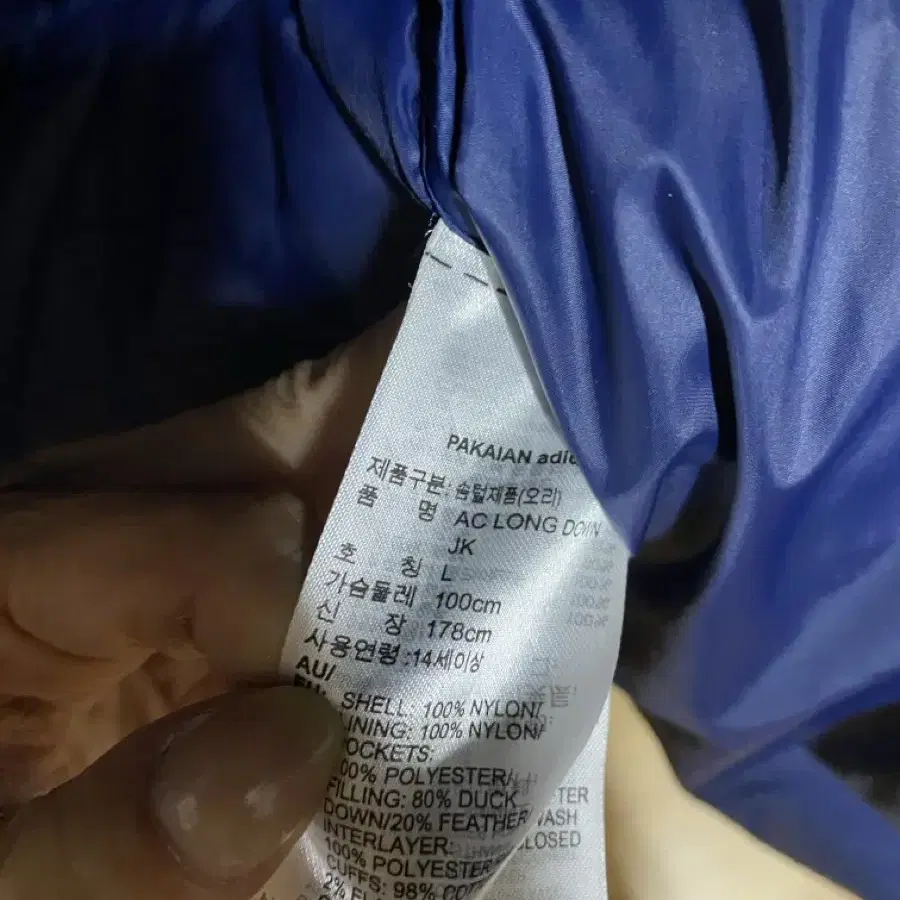 PAKAIAN adi
제품구분: 솜털제품(오리)
품 명 AC LONG DOWN
JK
호 칭 L
가슴둘레 100cm
신 장 178cm
사용연령 :14세이상
AU/
SHELL: 100% NYLON/
LINING: 100% NYLON/
POCKETS:
100% POLYESTER/
FILLING: 80% DUCK
DOWN/20% FEATHER/
INTERLAYER:
100% POLYESTER
CUFFS: 98%
2%